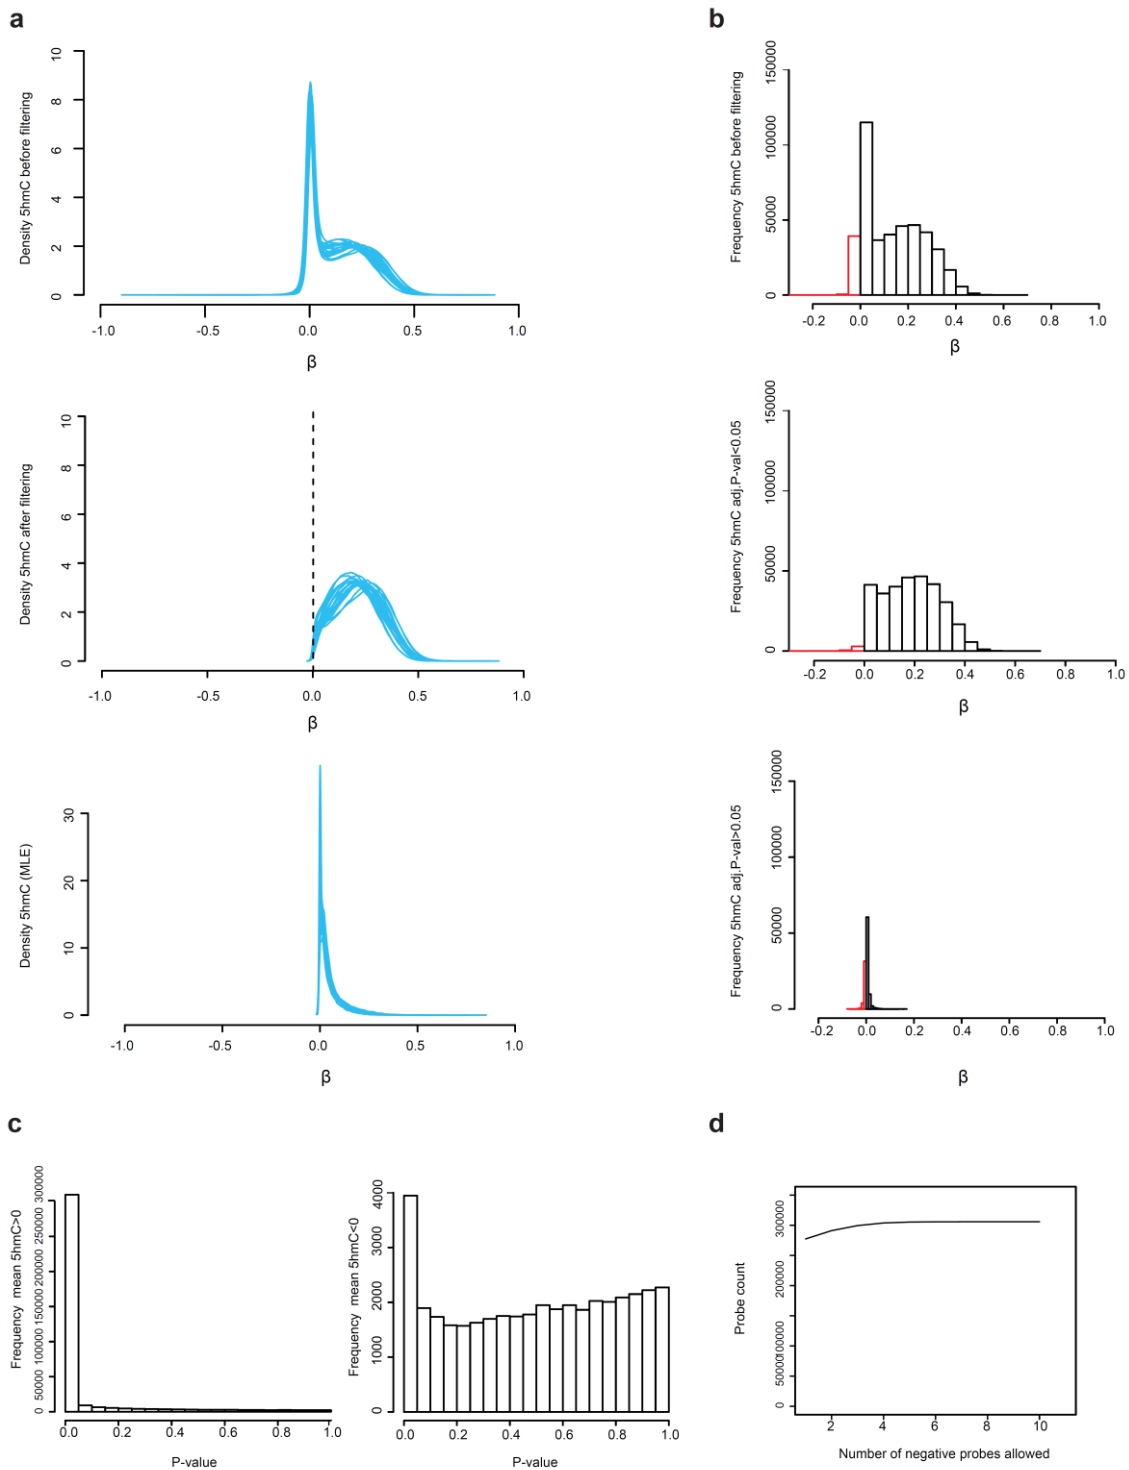 a
b
Density 5hmC before filtering
0 2 4 6 8 10
-1.0 -0.5 0.0 0.5 1.0
β
Frequency 5hmC before filtering
0 50000 100000 150000
-0.2 0.0 0.2 0.4 0.6 0.8 1.0
β
Density 5hmC after filtering
0 2 4 6 8 10
-1.0 -0.5 0.0 0.5 1.0
β
Frequency 5hmC adj.P-val<0.05
0 50000 100000 150000
-0.2 0.0 0.2 0.4 0.6 0.8 1.0
β
Density 5hmC (MLE)
0 10 20 30
-1.0 -0.5 0.0 0.5 1.0
β
Frequency 5hmC adj.P-val>0.05
0 50000 100000 150000
-0.2 0.0 0.2 0.4 0.6 0.8 1.0
β
c
d
Frequency mean 5hmC>0
0 50000 100000 150000 200000 250000 300000
0.0 0.2 0.4 0.6 0.8 1.0
P-value
Frequency mean 5hmC<0
0 1000 2000 3000 4000
0.0 0.2 0.4 0.6 0.8 1.0
P-value
Probe count
0 50000 100000 200000 300000
2 4 6 8 10
Number of negative probes allowed